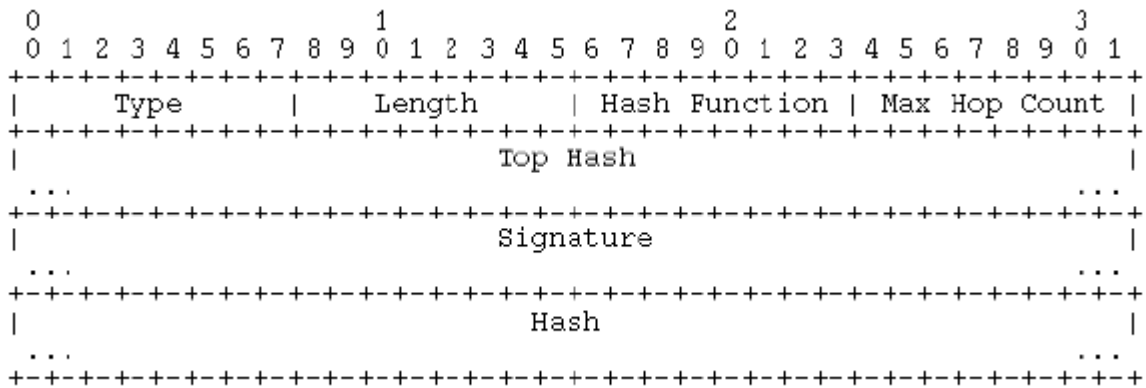 0                   1                   2                   3
 0 1 2 3 4 5 6 7 8 9 0 1 2 3 4 5 6 7 8 9 0 1 2 3 4 5 6 7 8 9 0 1
+-+-+-+-+-+-+-+-+-+-+-+-+-+-+-+-+-+-+-+-+-+-+-+-+-+-+-+-+-+-+-+-+
|     Type      |    Length     | Hash Function | Max Hop Count |
+-+-+-+-+-+-+-+-+-+-+-+-+-+-+-+-+-+-+-+-+-+-+-+-+-+-+-+-+-+-+-+-+
|                           Top Hash                            |
 ...                                                         ...
+-+-+-+-+-+-+-+-+-+-+-+-+-+-+-+-+-+-+-+-+-+-+-+-+-+-+-+-+-+-+-+-+
|                           Signature                           |
 ...                                                         ...
+-+-+-+-+-+-+-+-+-+-+-+-+-+-+-+-+-+-+-+-+-+-+-+-+-+-+-+-+-+-+-+-+
|                             Hash                              |
 ...                                                         ...
+-+-+-+-+-+-+-+-+-+-+-+-+-+-+-+-+-+-+-+-+-+-+-+-+-+-+-+-+-+-+-+-+